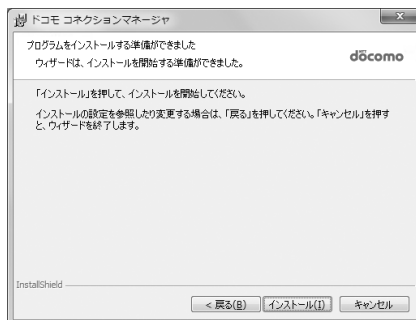 ドコモ コネクションマネージャ
プログラムをインストールする準備ができました
ウィザードは、インストールを開始する準備ができました。
döcomo
「インストール」を押して、インストールを開始してください。
インストールの設定を参照したり変更する場合は、「戻る」を押してください。「キャンセル」を押す
と、ウィザードを終了します。
InstallShield
< 戻る(B)
インストール(I)
キャンセル